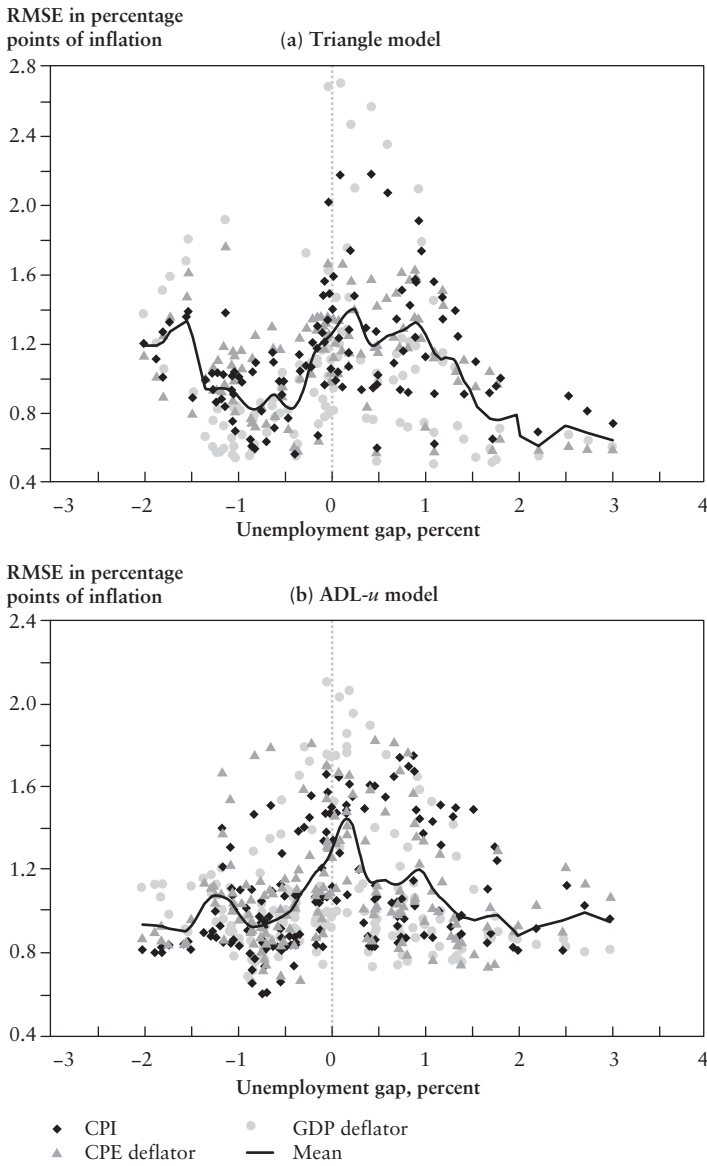 RMSE in percentage
points of inflation
(a) Triangle model
2.8
2.4
2.0
1.6
1.2
0.8
0.4
–3 –2 –1 0 1 2 3 4
Unemployment gap, percent
RMSE in percentage
points of inflation
(b) ADL-u model
2.4
2.0
1.6
1.2
0.8
0.4
–3 –2 –1 0 1 2 3 4
Unemployment gap, percent
CPI GDP deflator
CPE deflator Mean